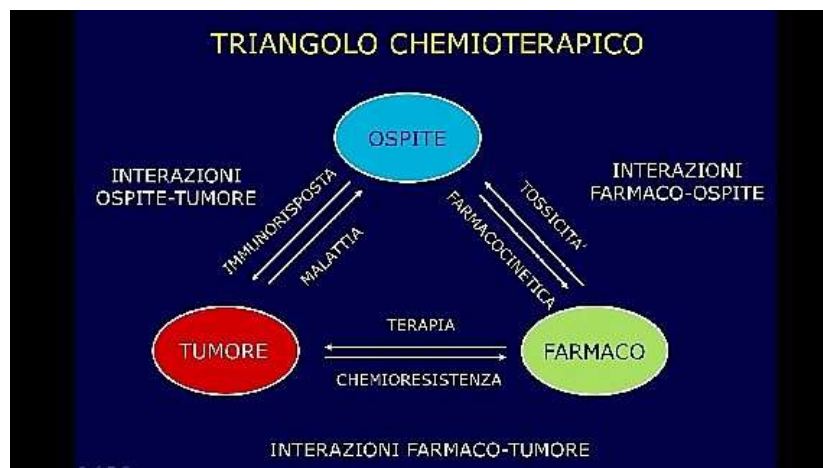 TRIANGOLO CHEMIOTERAPICO
OSPITE
INTERAZIONI
OSPITE-TUMORE
INTERAZIONI
FARMACO-OSPITE
IMMUNORISPOSTA
MALATTIA
FARMACOCINETICA
TOSSICITA'
TUMORE
TERAPIA
CHEMIORESISTENZA
FARMACO
INTERAZIONI FARMACO-TUMORE